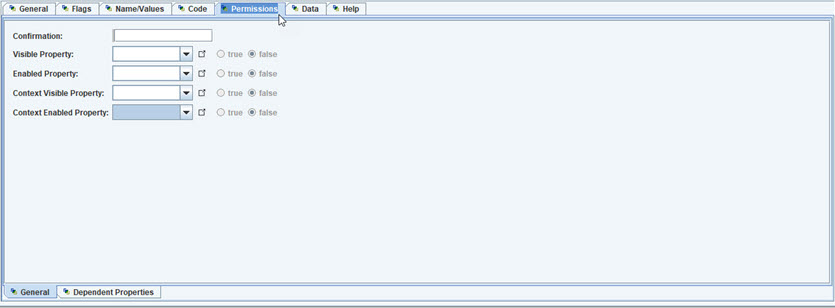 General Flags Name/Values Code Permissions Data Help
Confirmation:
Visible Property: true false
Enabled Property: true false
Context Visible Property: true false
Context Enabled Property: true false
General Dependent Properties